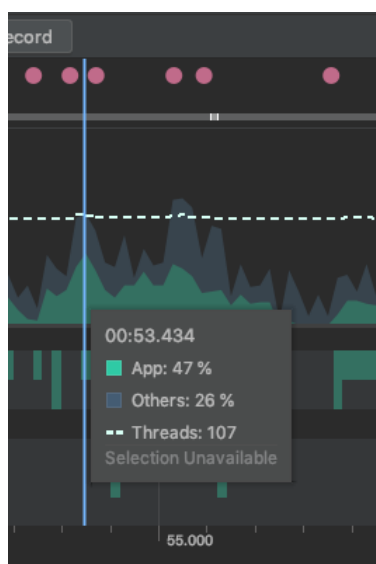 ecord
00:53.434
App: 47 %
Others: 26 %
Threads: 107
Selection Unavailable
55.000